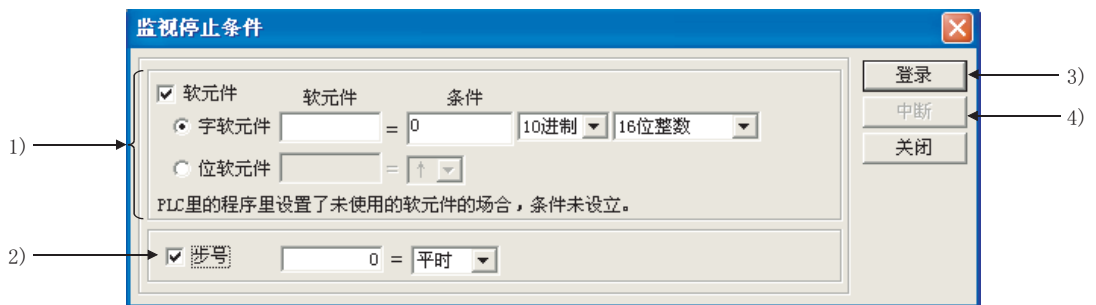 监视停止条件
软元件 软元件 条件
字软元件 = 0 10进制 16位整数
位软元件 = ↑
PLC里的程序里设置了未使用的软元件的场合，条件未设立。
步号 0 = 平时
登录
中断
关闭
1)
2)
3)
4)